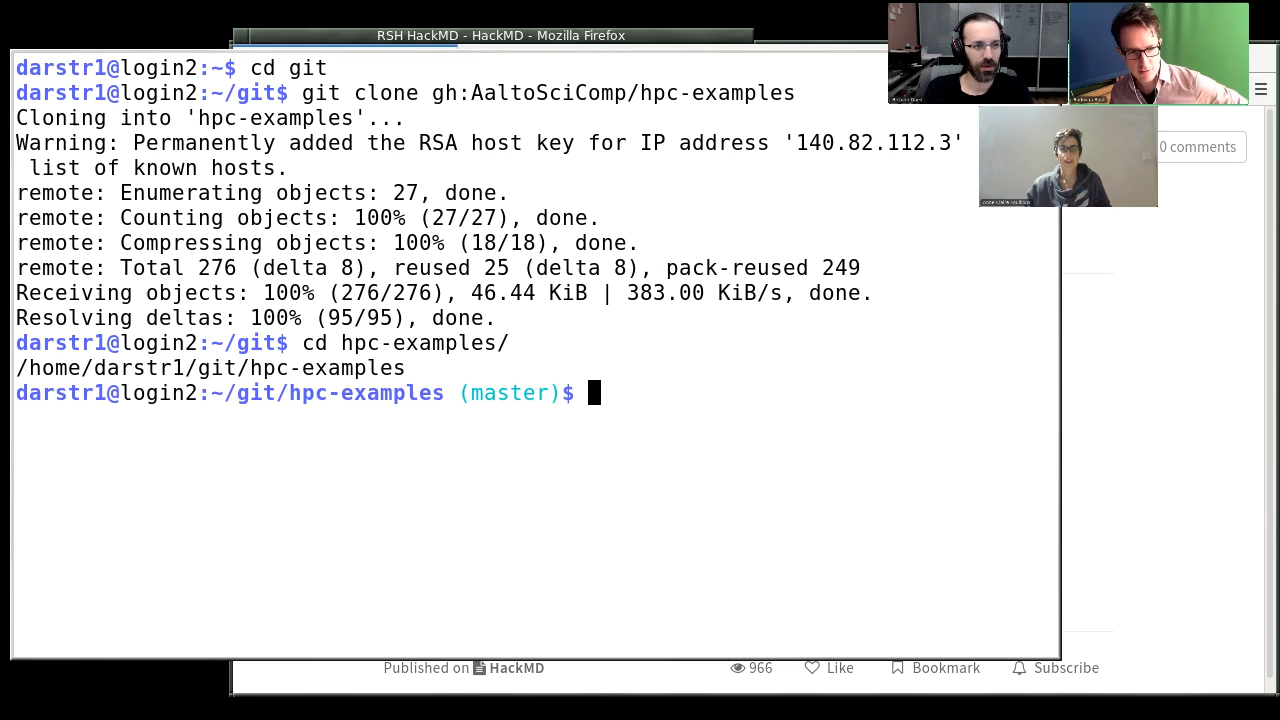 RSH HackMD - HackMD - Mozilla Firefox
darstr1@login2:~$ cd git
darstr1@login2:~/git$ git clone gh:AaltoSciComp/hpc-examples
Cloning into 'hpc-examples'...
Warning: Permanently added the RSA host key for IP address '140.82.112.3'
 list of known hosts.
remote: Enumerating objects: 27, done.
remote: Counting objects: 100% (27/27), done.
remote: Compressing objects: 100% (18/18), done.
remote: Total 276 (delta 8), reused 25 (delta 8), pack-reused 249
Receiving objects: 100% (276/276), 46.44 KiB | 383.00 KiB/s, done.
Resolving deltas: 100% (95/95), done.
darstr1@login2:~/git$ cd hpc-examples/
/home/darstr1/git/hpc-examples
darstr1@login2:~/git/hpc-examples (master)$
0 comments
Published on HackMD
966 Like Bookmark Subscribe